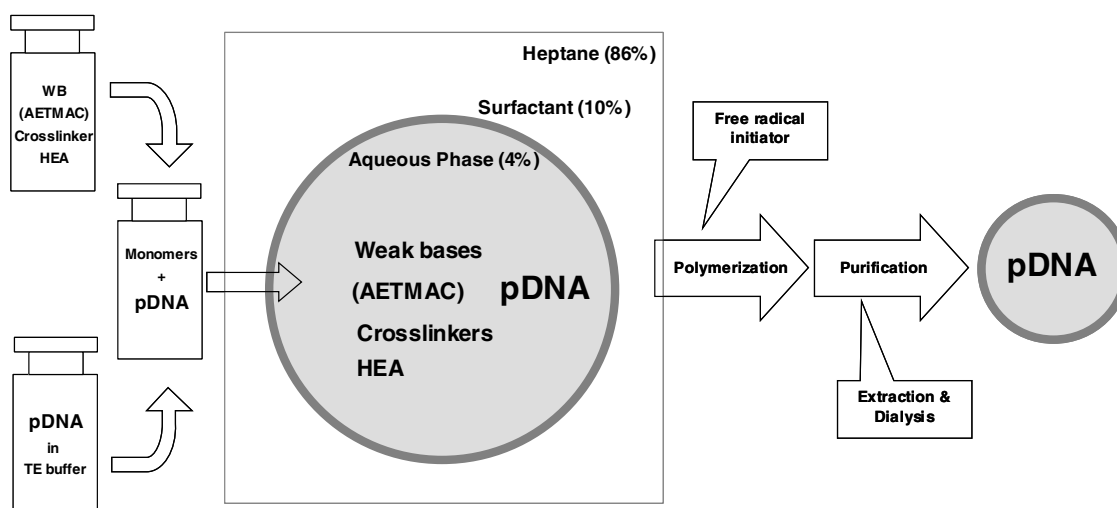 WB
(AETMAC)
Crosslinker
HEA
Monomers
+
pDNA
pDNA
in
TE buffer
Heptane (86%)
Surfactant (10%)
Aqueous Phase (4%)
Weak bases
(AETMAC)
pDNA
Crosslinkers
HEA
Free radical
initiator
Polymerization
Purification
Extraction &
Dialysis
pDNA